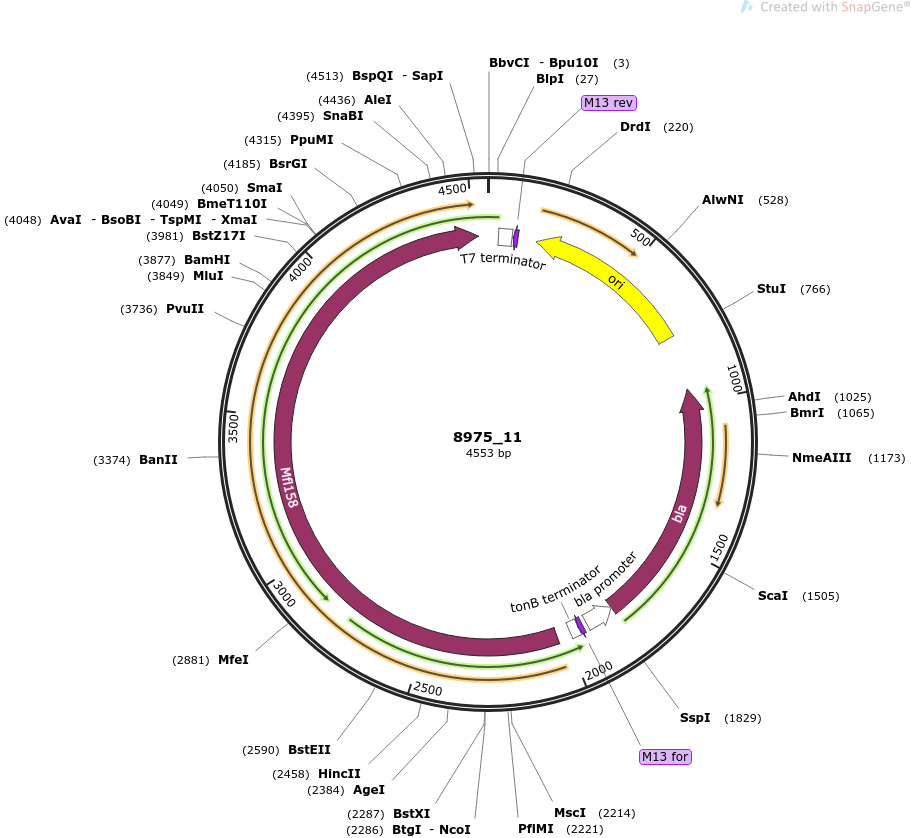 Created with SnapGene®
BbvCI - Bpu10I (3)
BlpI (27)
M13 rev
DrdI (220)
AlwNI (528)
StuI (766)
AhdI (1025)
BmrI (1065)
NmeAIII (1173)
ScaI (1505)
SspI (1829)
M13 for
MscI (2214)
PflMI (2221)
(2286) BtgI - NcoI
(2287) BstXI
(2384) AgeI
(2458) HincII
(2590) BstEII
(2881) MfeI
(3374) BanII
(3736) PvuII
(3849) MluI
(3877) BamHI
(3981) BstZ17I
(4048) AvaI - BsoBI - TspMI - XmaI
(4049) BmeT110I
(4050) SmaI
(4185) BsrGI
(4315) PpuMI
(4395) SnaBI
(4436) AleI
(4513) BspQI - SapI
500
1000
1500
2000
2500
3000
3500
4000
4500
T7 terminator
ori
bla
bla promoter
tonB terminator
Mfl158
8975_11
4553 bp